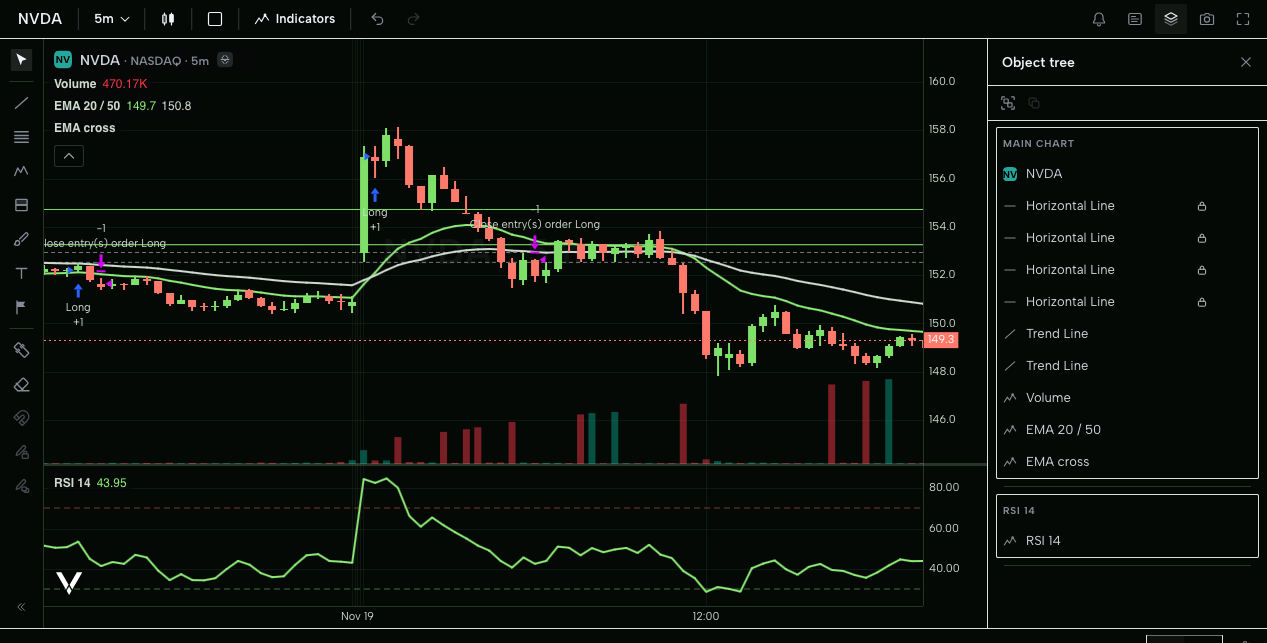 NVDA
5m
Indicators
NV NVDA · NASDAQ · 5m
Volume 470.17K
EMA 20 / 50 149.7 150.8
EMA cross
160.0
158.0
156.0
154.0
152.0
150.0
149.3
148.0
146.0
-1
lose entry(s) order Long
Long
+1
Long
+1
-1
Close entry(s) order Long
RSI 14 43.95
80.00
60.00
40.00
Nov 19
12:00
Object tree
MAIN CHART
NV NVDA
Horizontal Line
Horizontal Line
Horizontal Line
Horizontal Line
Trend Line
Trend Line
Volume
EMA 20 / 50
EMA cross
RSI 14
RSI 14